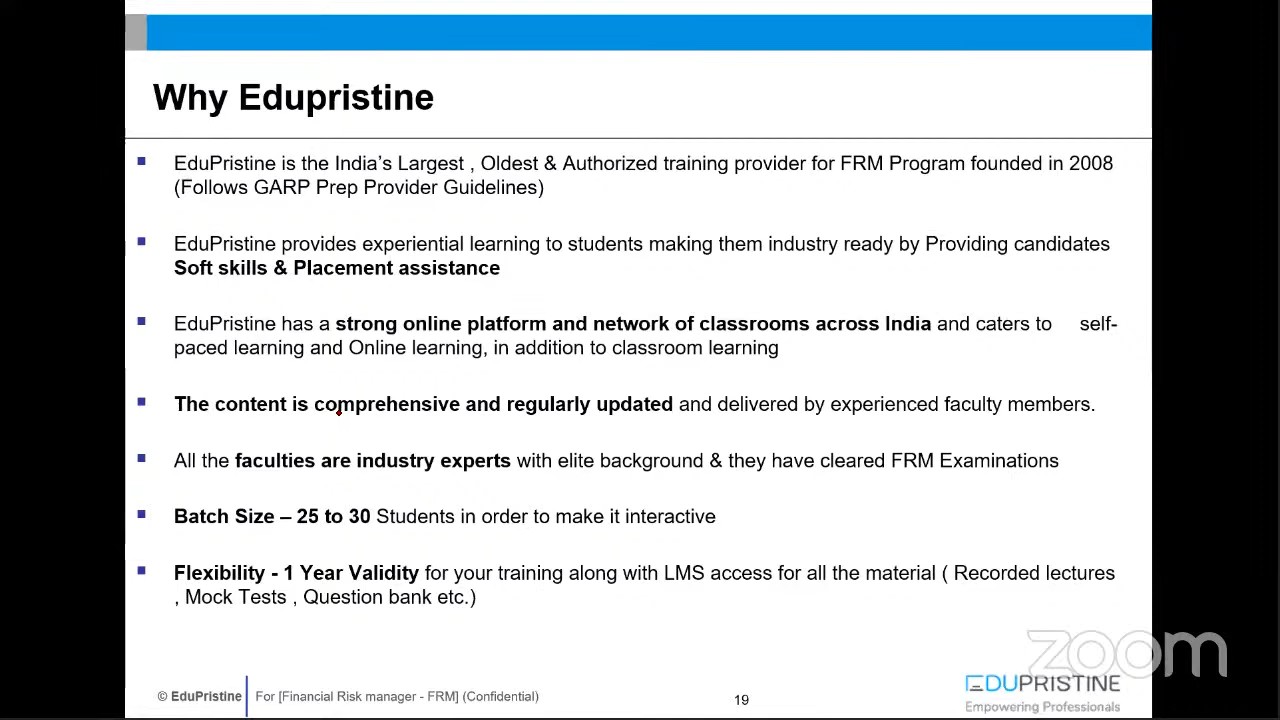 Why Edupristine
EduPristine is the India’s Largest , Oldest & Authorized training provider for FRM Program founded in 2008
(Follows GARP Prep Provider Guidelines)
EduPristine provides experiential learning to students making them industry ready by Providing candidates
Soft skills & Placement assistance
EduPristine has a strong online platform and network of classrooms across India and caters to self-
paced learning and Online learning, in addition to classroom learning
The content is comprehensive and regularly updated and delivered by experienced faculty members.
All the faculties are industry experts with elite background & they have cleared FRM Examinations
Batch Size – 25 to 30 Students in order to make it interactive
Flexibility - 1 Year Validity for your training along with LMS access for all the material ( Recorded lectures
, Mock Tests , Question bank etc.)
zoom
© EduPristine For [Financial Risk manager - FRM] (Confidential)
19
EDUPRISTINE
Empowering Professionals